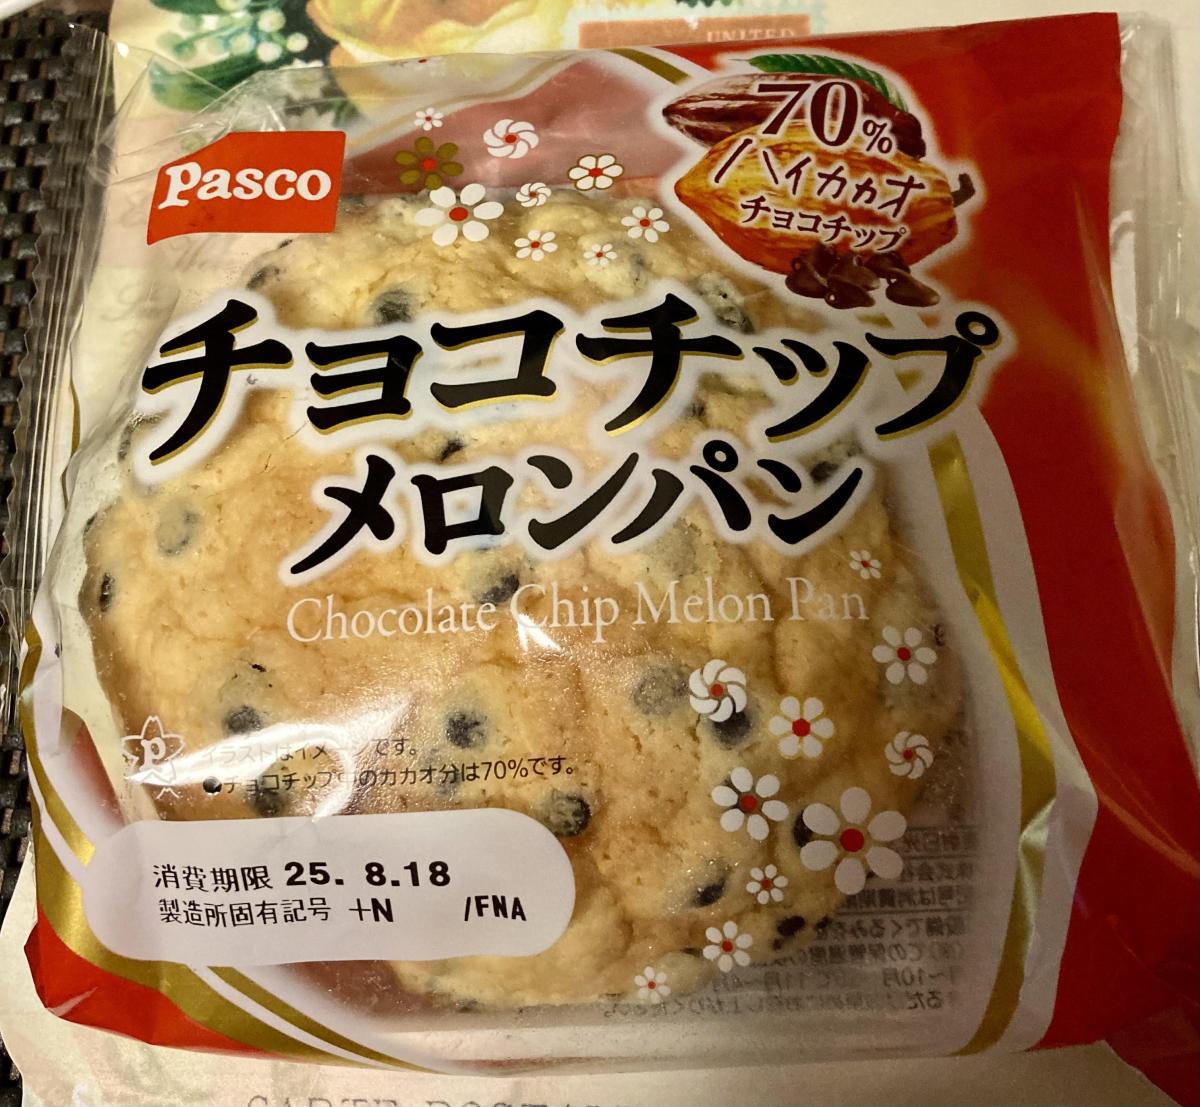 UNITED
Pasco
70%
ハイカカオ
チョコチップ
チョコチップ
メロンパン
Chocolate Chip Melon Pan
P
イラストはイメージです。
●チョコチップ中のカカオ分は70%です。
消費期限 25. 8.18
製造所固有記号 +N /FNA